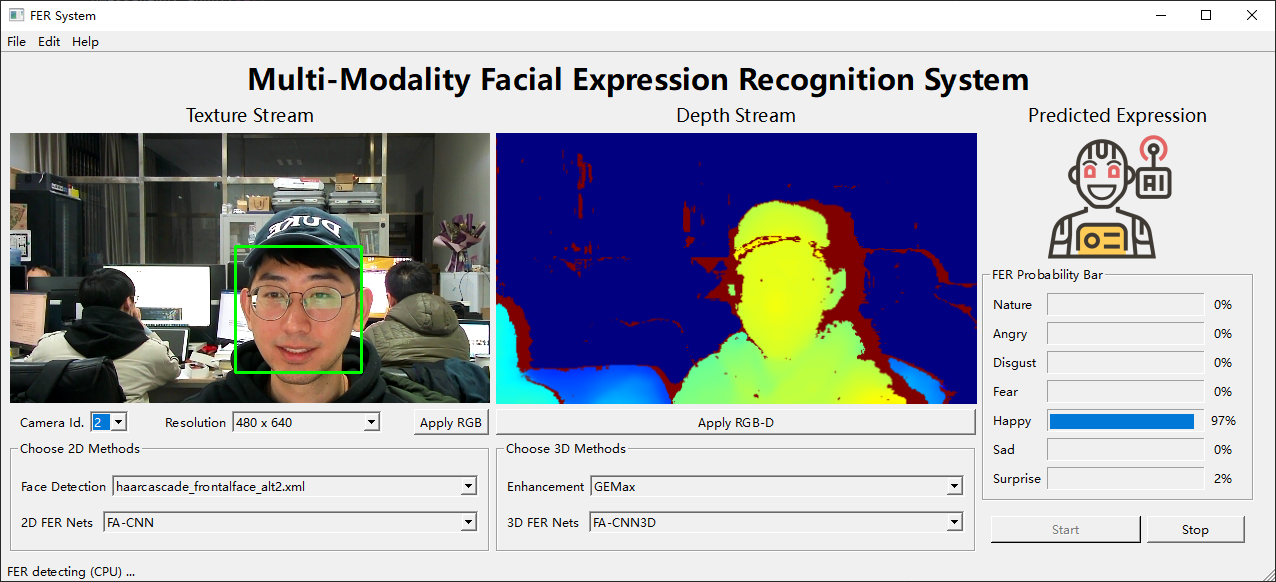 FER System
File Edit Help
Multi-Modality Facial Expression Recognition System
Texture Stream
Depth Stream
Predicted Expression
DUKE
AI
FER Probability Bar
Nature 0%
Angry 0%
Disgust 0%
Fear 0%
Happy 97%
Sad 0%
Surprise 2%
Camera Id. 2 Resolution 480 x 640 Apply RGB
Apply RGB-D
Choose 2D Methods
Face Detection haarcascade_frontalface_alt2.xml
2D FER Nets FA-CNN
Choose 3D Methods
Enhancement GEMax
3D FER Nets FA-CNN3D
Start Stop
FER detecting (CPU) ...